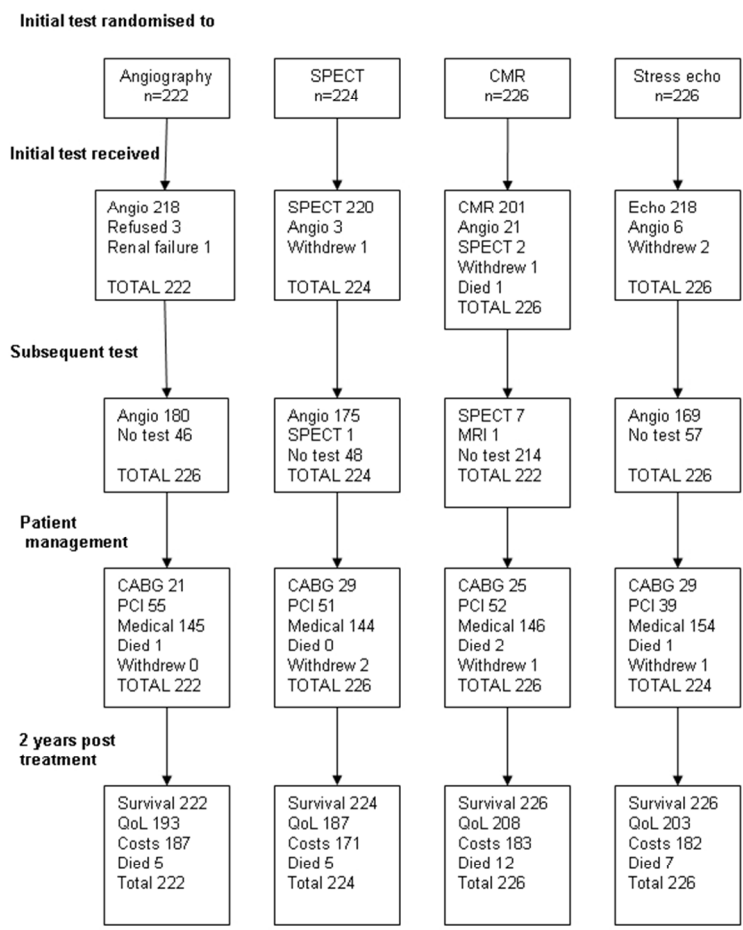 Initial test randomised to
Angiography
n=222
SPECT
n=224
CMR
n=226
Stress echo
n=226
Initial test received
Angio 218
Refused 3
Renal failure 1
TOTAL 222
SPECT 220
Angio 3
Withdrew 1
TOTAL 224
CMR 201
Angio 21
SPECT 2
Withdrew 1
Died 1
TOTAL 226
Echo 218
Angio 6
Withdrew 2
TOTAL 226
Subsequent test
Angio 180
No test 46
TOTAL 226
Angio 175
SPECT 1
No test 48
TOTAL 224
SPECT 7
MRI 1
No test 214
TOTAL 222
Angio 169
No test 57
TOTAL 226
Patient
management
CABG 21
PCI 55
Medical 145
Died 1
Withdrew 0
TOTAL 222
CABG 29
PCI 51
Medical 144
Died 0
Withdrew 2
TOTAL 226
CABG 25
PCI 52
Medical 146
Died 2
Withdrew 1
TOTAL 226
CABG 29
PCI 39
Medical 154
Died 1
Withdrew 1
TOTAL 224
2 years post
treatment
Survival 222
QoL 193
Costs 187
Died 5
Total 222
Survival 224
QoL 187
Costs 171
Died 5
Total 224
Survival 226
QoL 208
Costs 183
Died 12
Total 226
Survival 226
QoL 203
Costs 182
Died 7
Total 226